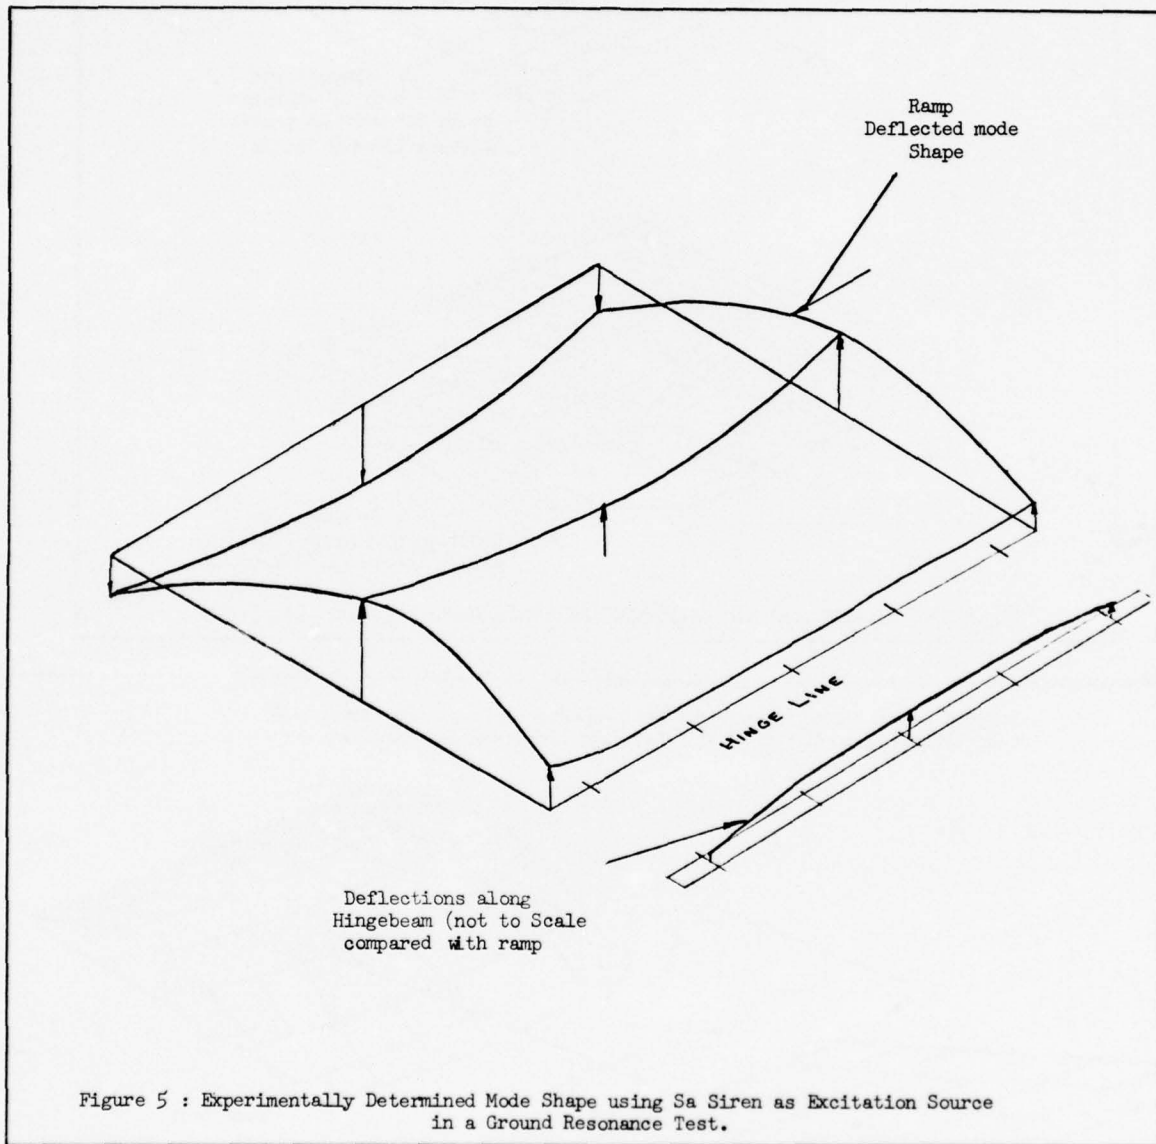 Ramp
Deflected mode
Shape
HINGE LINE
Deflections along
Hingebeam (not to Scale
compared with ramp
Figure 5 : Experimentally Determined Mode Shape using Sa Siren as Excitation Source
in a Ground Resonance Test.